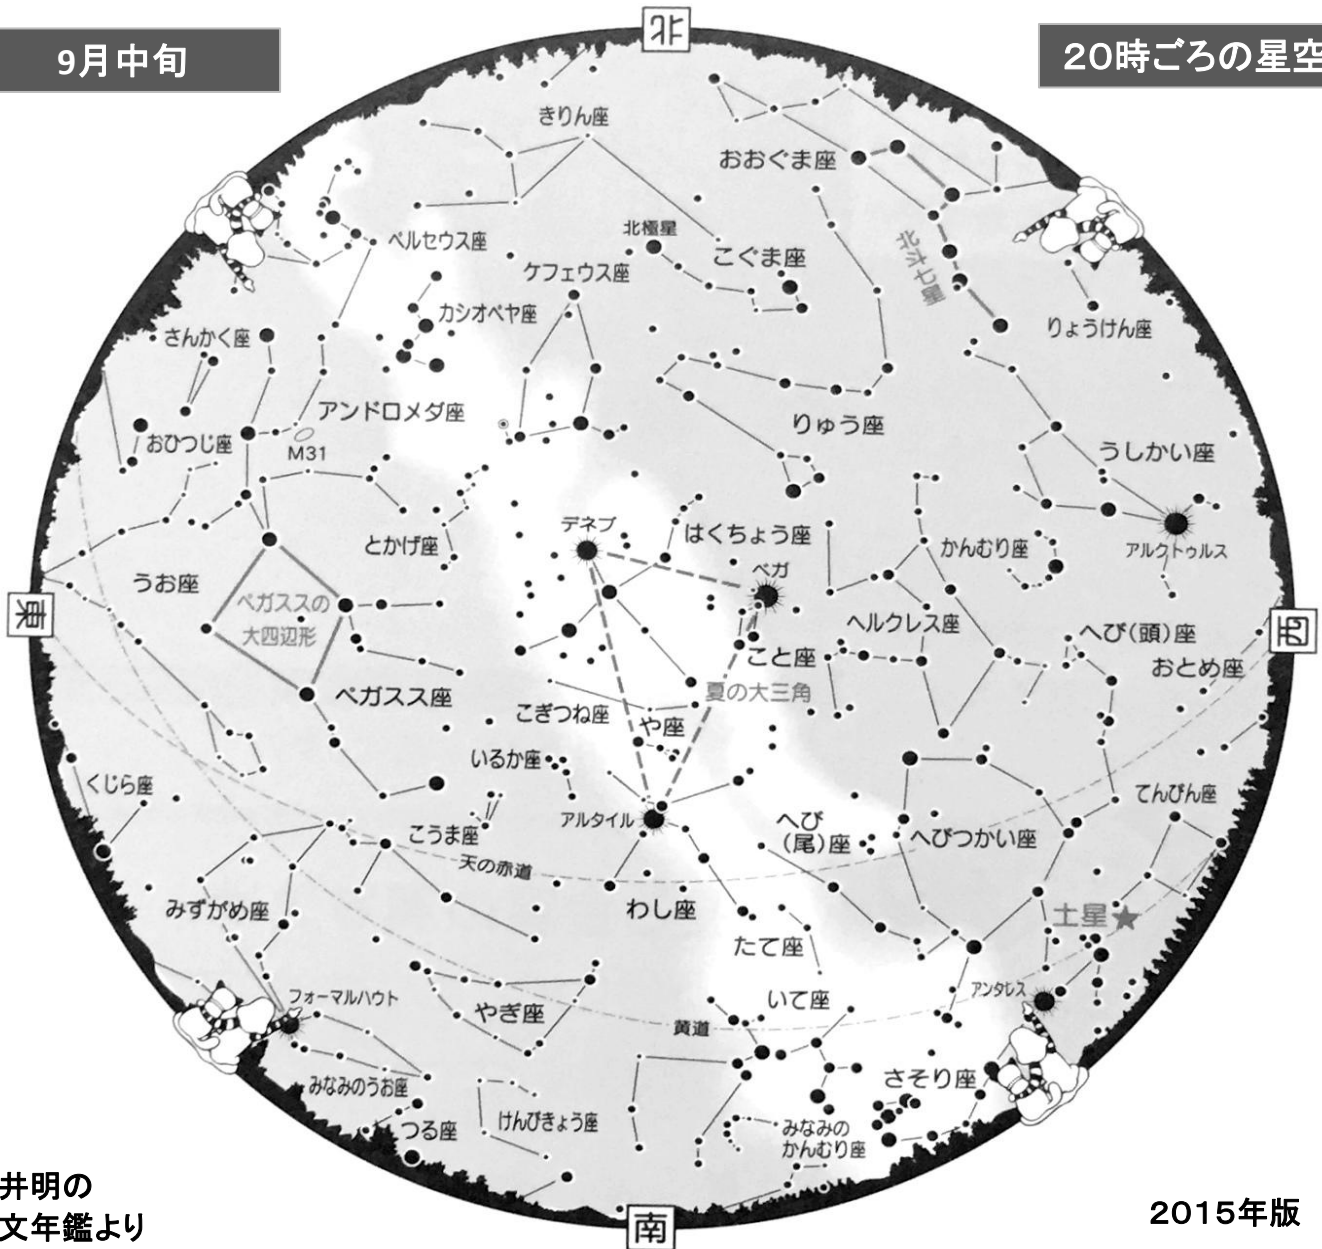 9月中旬
20時ごろの星空
北
きりん座
おおぐま座
北極星
こぐま座
北斗七星
ペルセウス座
ケフェウス座
カシオペヤ座
りょうけん座
さんかく座
アンドロメダ座
りゅう座
おひつじ座
M31
うしかい座
デネブ
はくちょう座
とかげ座
かんむり座
アルクトゥルス
ベガ
うお座
ペガススの
大四辺形
東
西
ヘルクレス座
へび(頭)座
こと座
おとめ座
ペガスス座
夏の大三角
こぎつね座
や座
いるか座
くじら座
てんびん座
アルタイル
こうま座
へび
(尾)座
へびつかい座
天の赤道
みずがめ座
わし座
土星★
たて座
フォーマルハウト
いて座
アンタレス
やぎ座
黄道
みなみのうお座
さそり座
けんびきょう座
つる座
みなみの
かんむり座
南
井明の
文年鑑より
2015年版